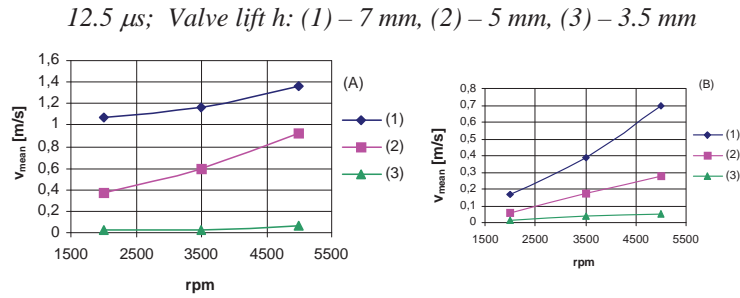 12.5 μs; Valve lift h: (1) – 7 mm, (2) – 5 mm, (3) – 3.5 mm
(A)
v mean [m/s]
1,6
1,4
1,2
1
0,8
0,6
0,4
0,2
0
1500 2500 3500 4500 5500
rpm
(1)
(2)
(3)
(B)
v mean [m/s]
0,8
0,7
0,6
0,5
0,4
0,3
0,2
0,1
0
1500 2500 3500 4500 5500
rpm
(1)
(2)
(3)